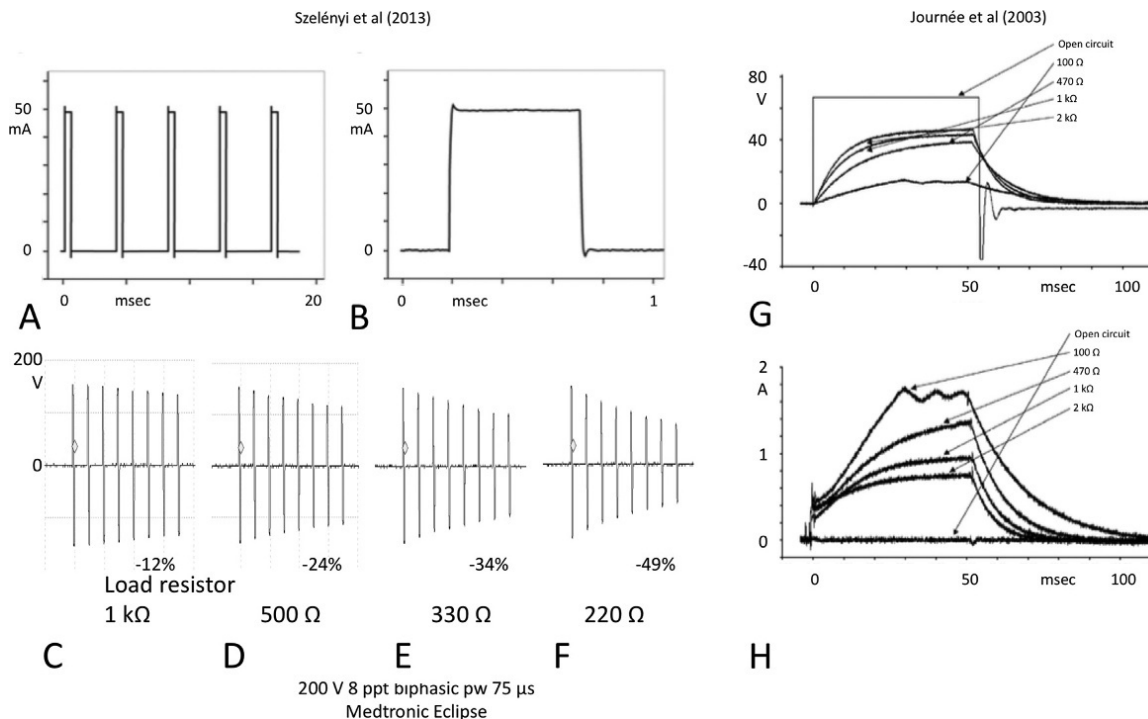 Szelényi et al (2013)
Journée et al (2003)
50
mA
0
0 msec 20
A
50
mA
0
0 msec 1
B
80
V
40
0
-40
0 50 msec 100
Open circuit
100 Ω
470 Ω
1 kΩ
2 kΩ
G
200
V
0
-12%
-24%
-34%
-49%
Load resistor
1 kΩ
500 Ω
330 Ω
220 Ω
C
D
E
F
200 V 8 ppt biphasic pw 75 µs
Medtronic Eclipse
2
A
1
0
0 50 msec 100
Open circuit
100 Ω
470 Ω
1 kΩ
2 kΩ
H